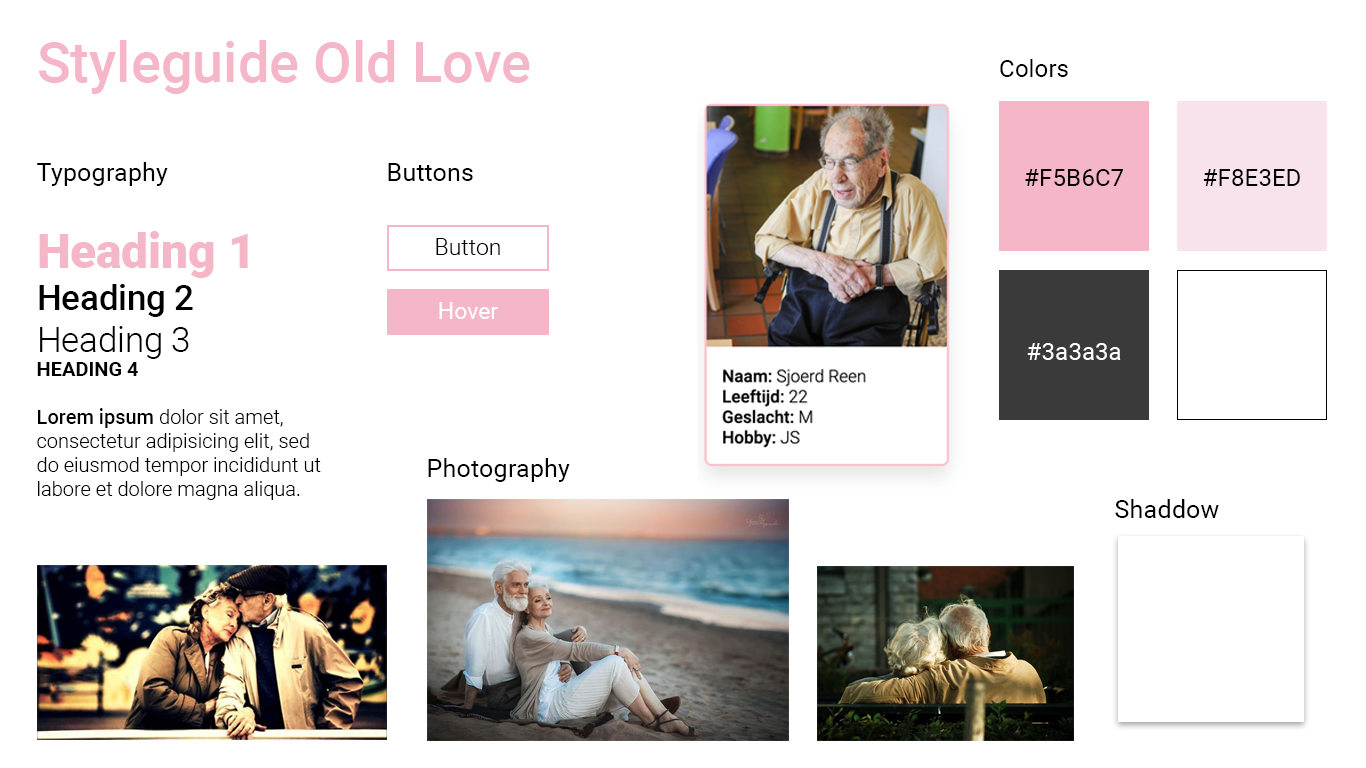 Styleguide Old Love
Colors
Typography
Buttons
#F5B6C7
#F8E3ED
Heading 1
Heading 2
Heading 3
HEADING 4
Button
Hover
#3a3a3a
Naam: Sjoerd Reen
Leeftijd: 22
Geslacht: M
Hobby: JS
Lorem ipsum dolor sit amet,
consectetur adipisicing elit, sed
do eiusmod tempor incididunt ut
labore et dolore magna aliqua.
Photography
Shaddow